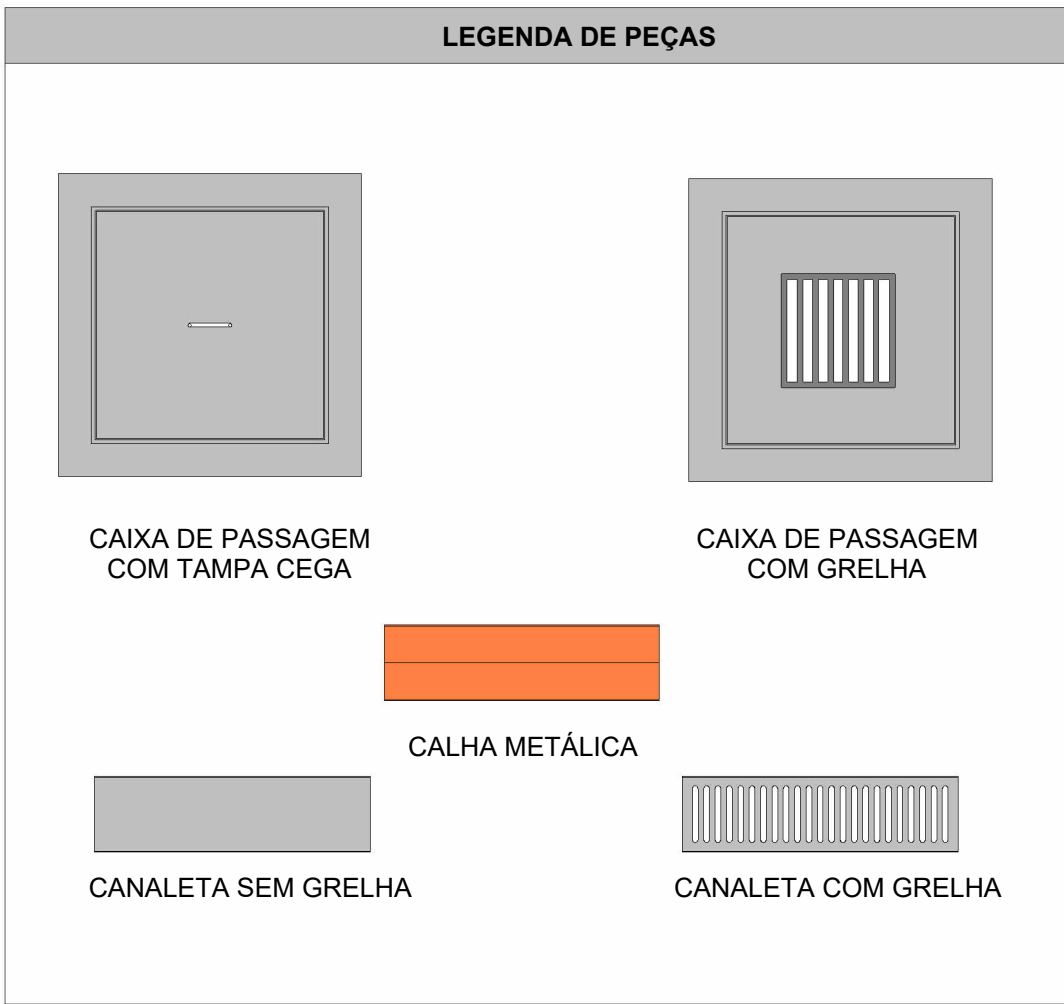 LEGENDA DE PEÇAS
CAIXA DE PASSAGEM
COM TAMPA CEGA
CAIXA DE PASSAGEM
COM GRELHA
CALHA METÁLICA
CANALETA SEM GRELHA
CANALETA COM GRELHA